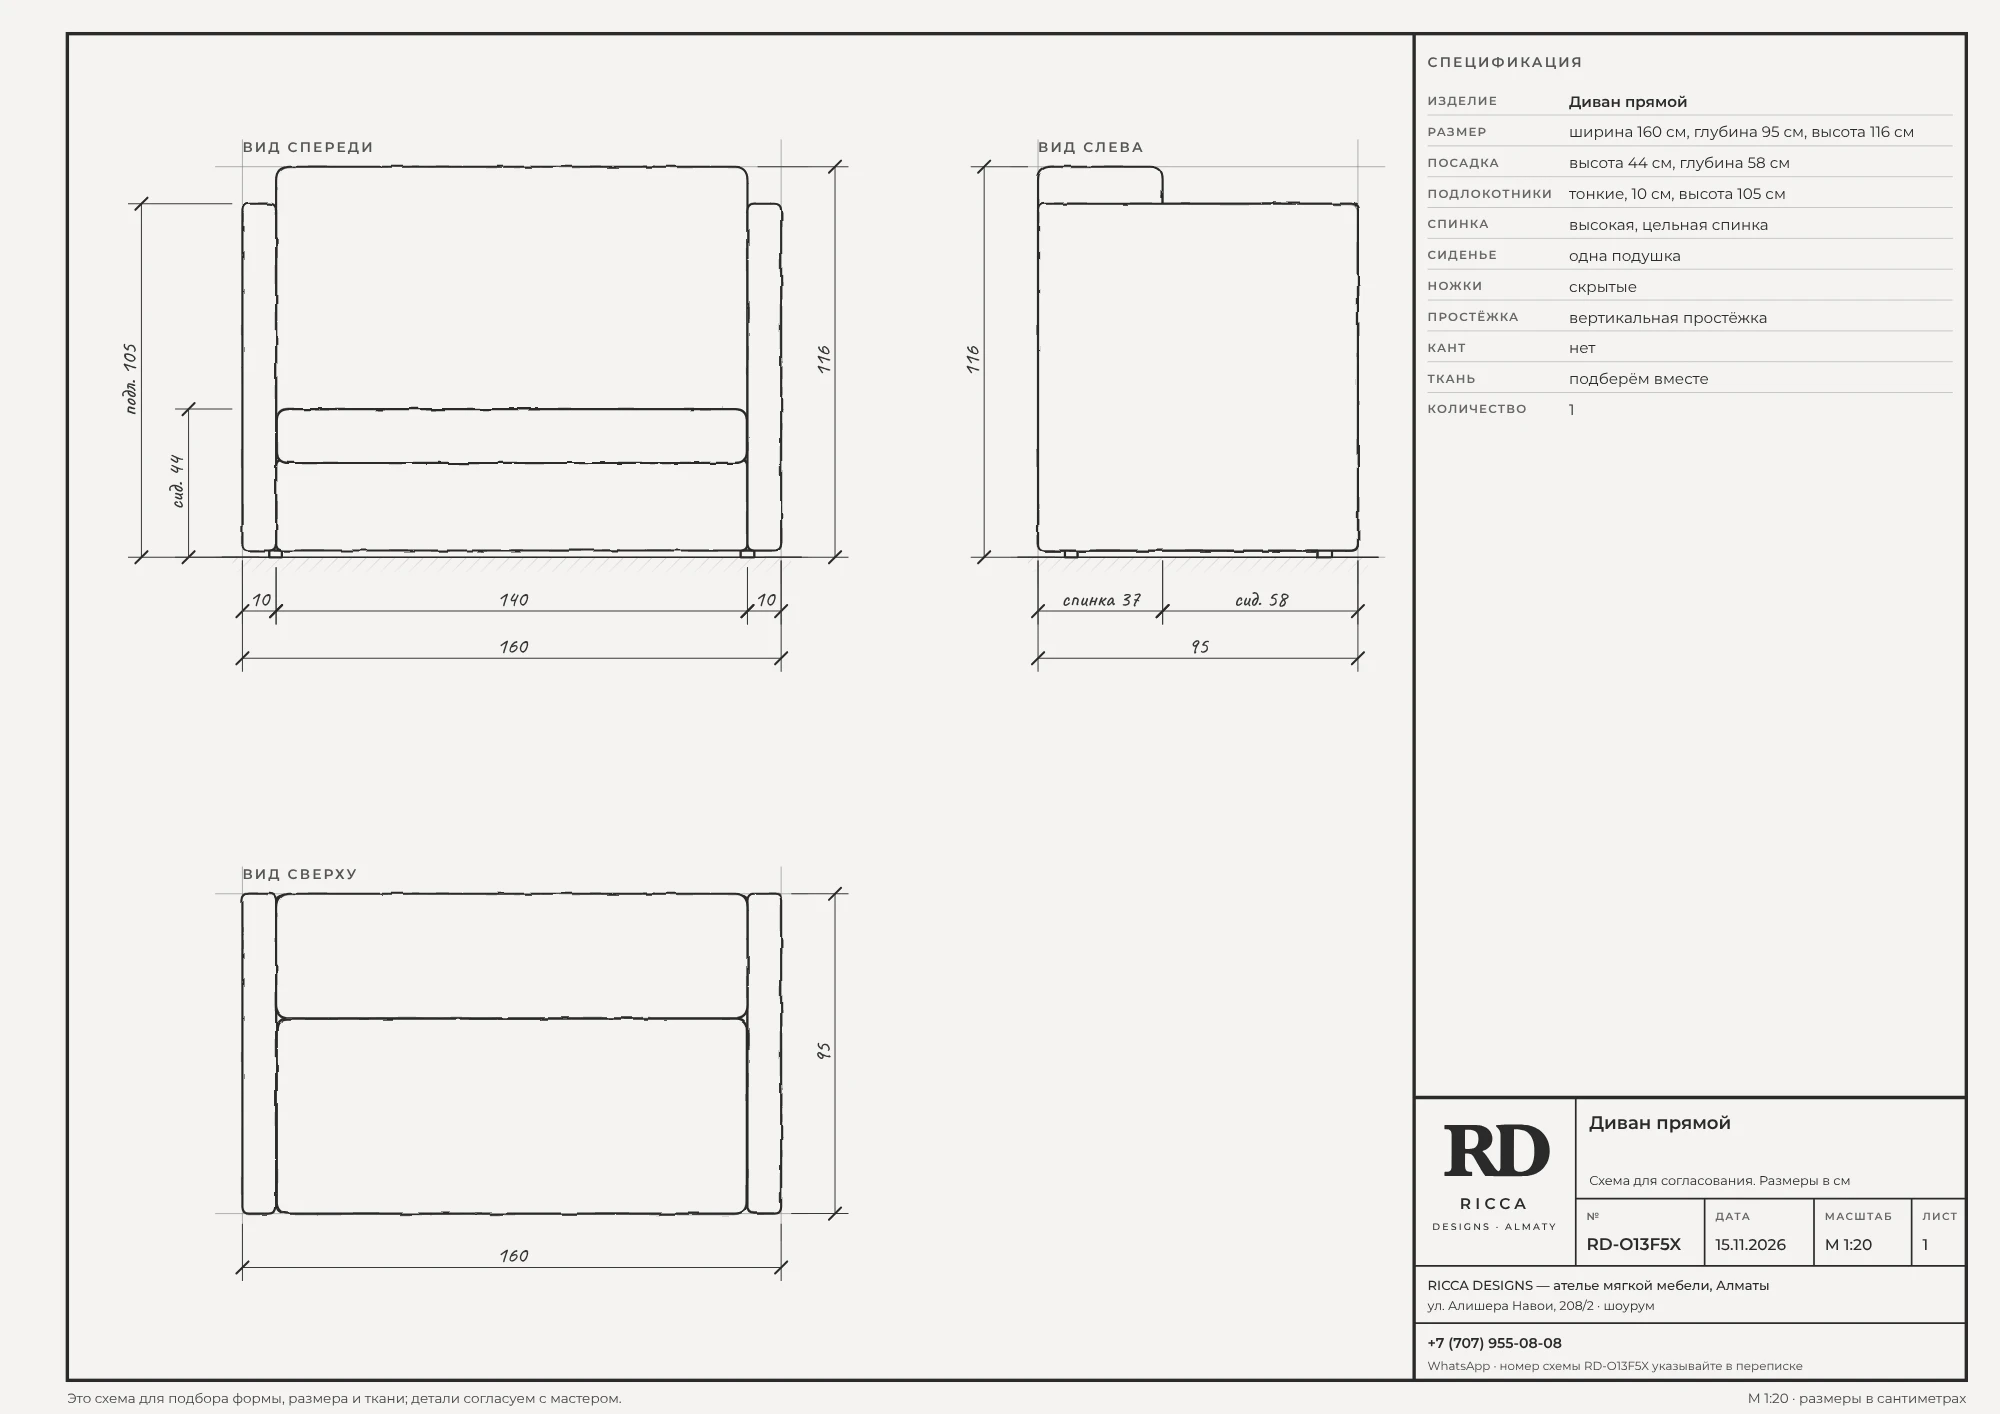 ВИД СПЕРЕДИ
подл. 105
сид. 44
116
10
140
10
160
ВИД СЛЕВА
116
спинка 37
сид. 58
95
ВИД СВЕРХУ
95
160
СПЕЦИФИКАЦИЯ
ИЗДЕЛИЕ Диван прямой
РАЗМЕР ширина 160 см, глубина 95 см, высота 116 см
ПОСАДКА высота 44 см, глубина 58 см
ПОДЛОКОТНИКИ тонкие, 10 см, высота 105 см
СПИНКА высокая, цельная спинка
СИДЕНЬЕ одна подушка
НОЖКИ скрытые
ПРОСТЁЖКА вертикальная простёжка
КАНТ нет
ТКАНЬ подберём вместе
КОЛИЧЕСТВО 1
RD
RICCA
DESIGNS · ALMATY
Диван прямой
Схема для согласования. Размеры в см
№ ДАТА МАСШТАБ ЛИСТ
RD-O13F5X 15.11.2026 М 1:20 1
RICCA DESIGNS — ателье мягкой мебели, Алматы
ул. Алишера Навои, 208/2 · шоурум
+7 (707) 955-08-08
WhatsApp · номер схемы RD-O13F5X указывайте в переписке
Это схема для подбора формы, размера и ткани; детали согласуем с мастером.
М 1:20 · размеры в сантиметрах